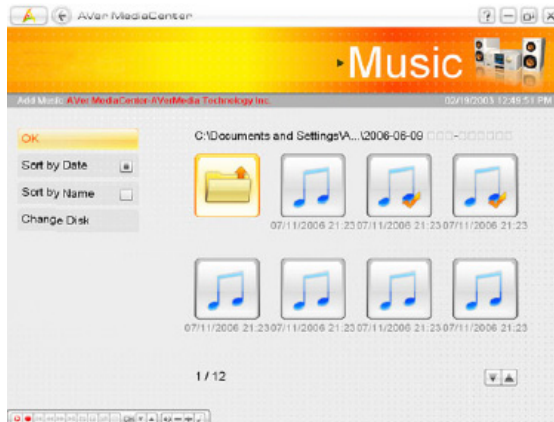 AVer MediaCenter
Music
Add Music AVer MediaCenter-AVerMedia Technology Inc.
02/19/2003 12:49:51 PM
OK
Sort by Date
Sort by Name
Change Disk
C:\Documents and Settings\A...\2006-06-09 □□□-□□□□□□
07/11/2006 21:23 07/11/2006 21:23 07/11/2006 21:23
07/11/2006 21:23 07/11/2006 21:23 07/11/2006 21:23 07/11/2006 21:23
1 / 12